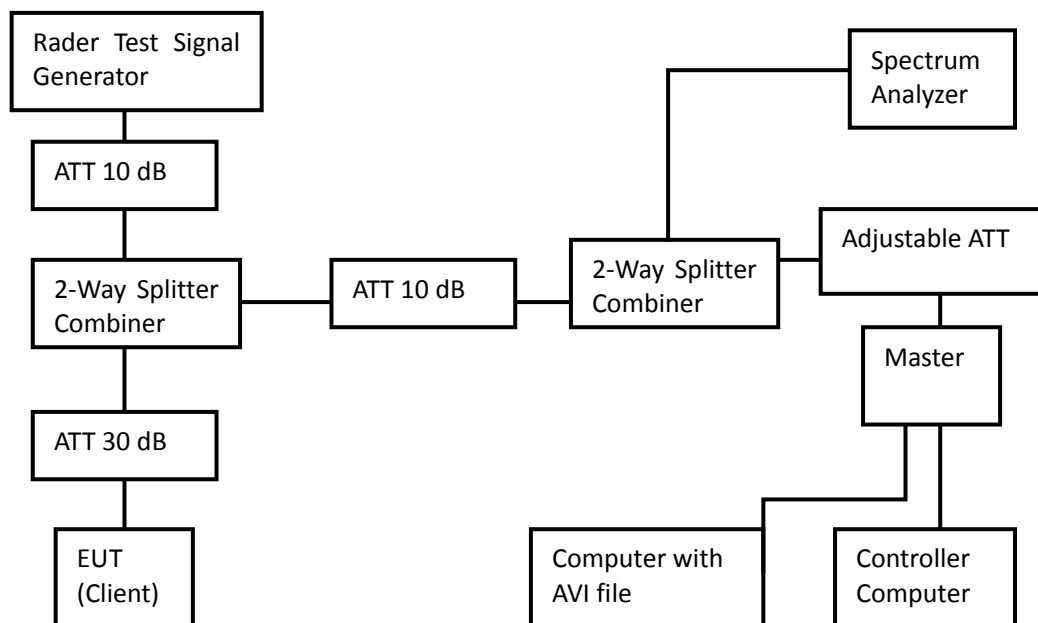 Rader Test Signal
Generator
Spectrum
Analyzer
ATT 10 dB
Adjustable ATT
2-Way Splitter
Combiner
ATT 10 dB
2-Way Splitter
Combiner
Master
ATT 30 dB
EUT
(Client)
Computer with
AVI file
Controller
Computer